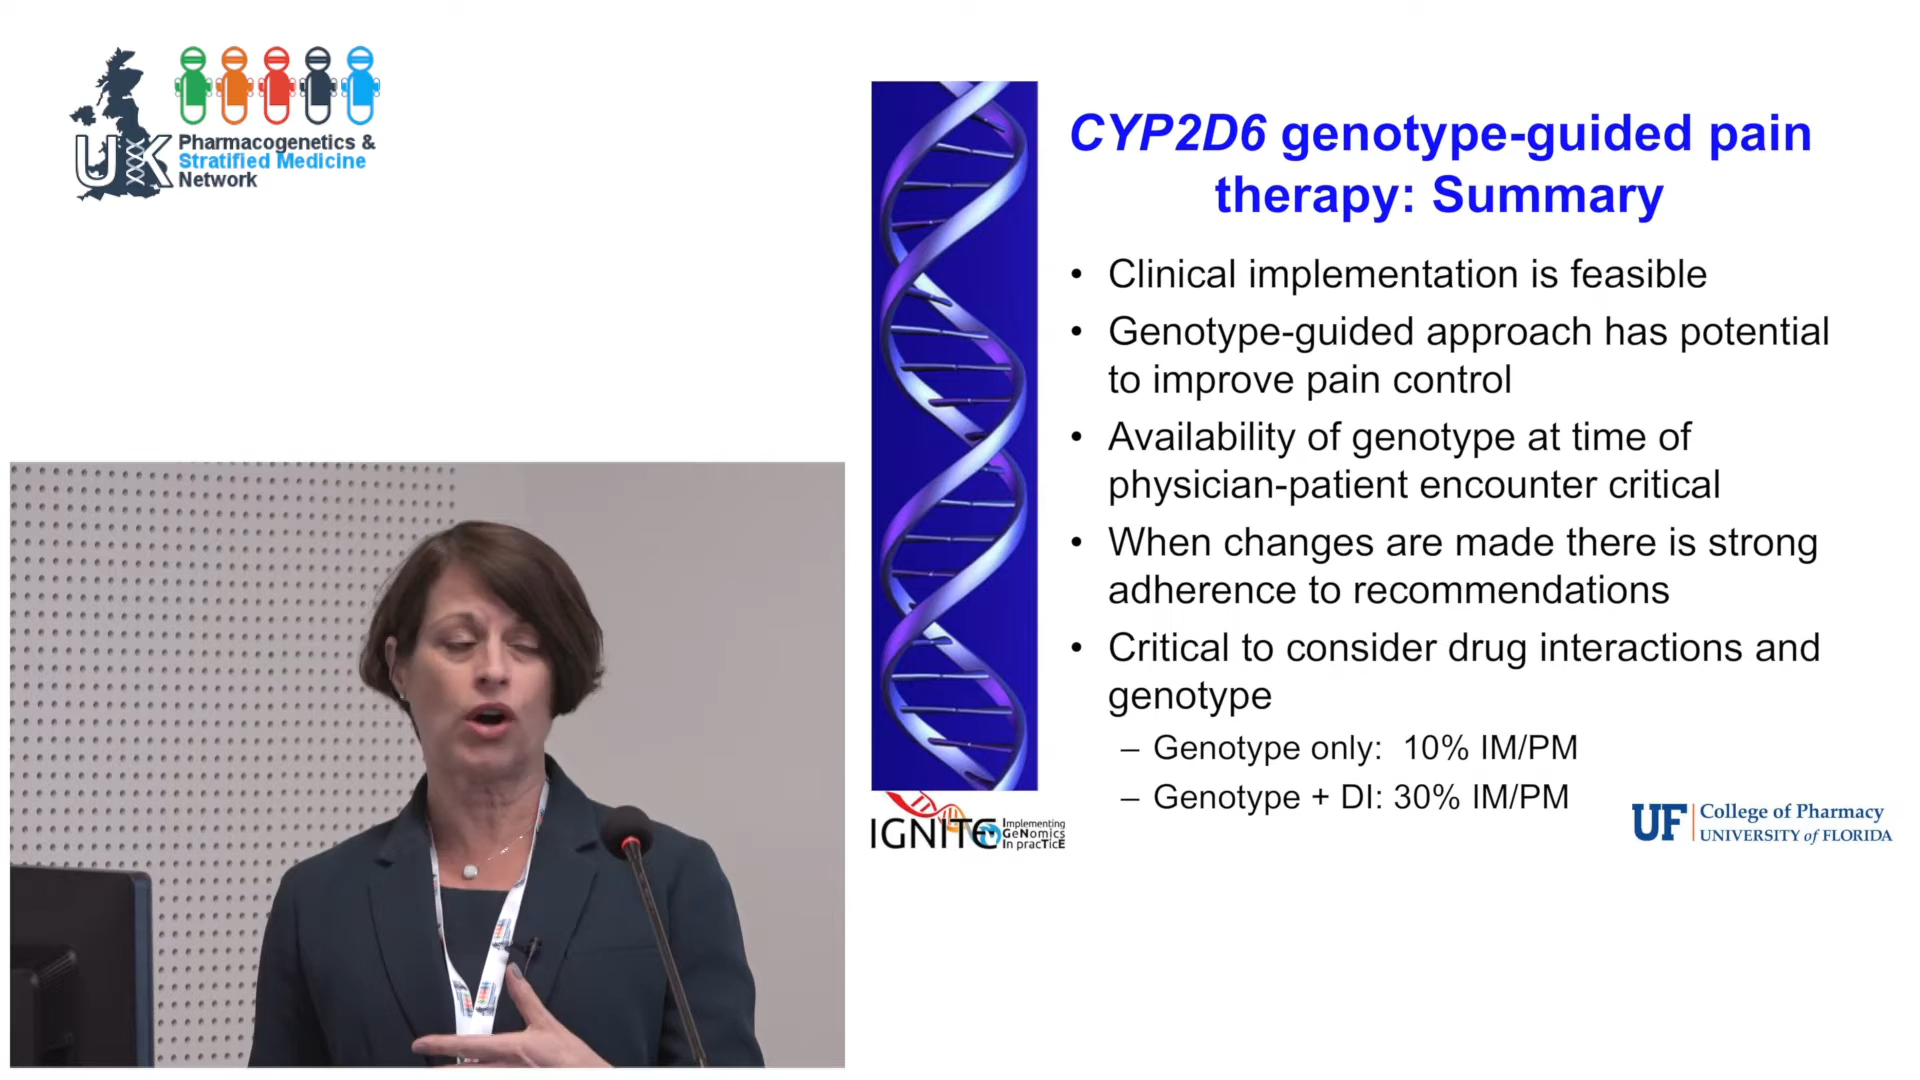 UK
Pharmacogenetics &
Stratified Medicine
Network
CYP2D6 genotype-guided pain
therapy: Summary
• Clinical implementation is feasible
• Genotype-guided approach has potential
to improve pain control
• Availability of genotype at time of
physician-patient encounter critical
• When changes are made there is strong
adherence to recommendations
• Critical to consider drug interactions and
genotype
– Genotype only: 10% IM/PM
– Genotype + DI: 30% IM/PM
IGNITE
Implementing
GeNomics
In pracTicE
UF
College of Pharmacy
UNIVERSITY of FLORIDA